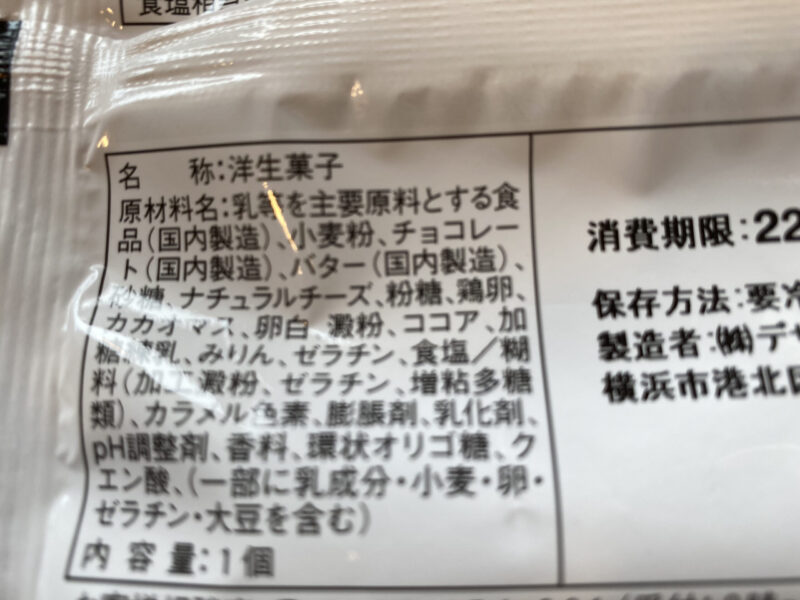 食塩相当
名 称:洋生菓子
原材料名:乳等を主要原料とする食
品(国内製造)、小麦粉、チョコレー
ト(国内製造)、バター(国内製造)、
砂糖、ナチュラルチーズ、粉糖、鶏卵、
カカオマス、卵白、澱粉、ココア、加
糖練乳、みりん、ゼラチン、食塩/糊
料(加工澱粉、ゼラチン、増粘多糖
類)、カラメル色素、膨脹剤、乳化剤、
pH調整剤、香料、環状オリゴ糖、ク
エン酸、(一部に乳成分・小麦・卵・
ゼラチン・大豆を含む)
内容量:1個
消費期限:22
保存方法:要冷
製造者:㈱デザ
横浜市港北区